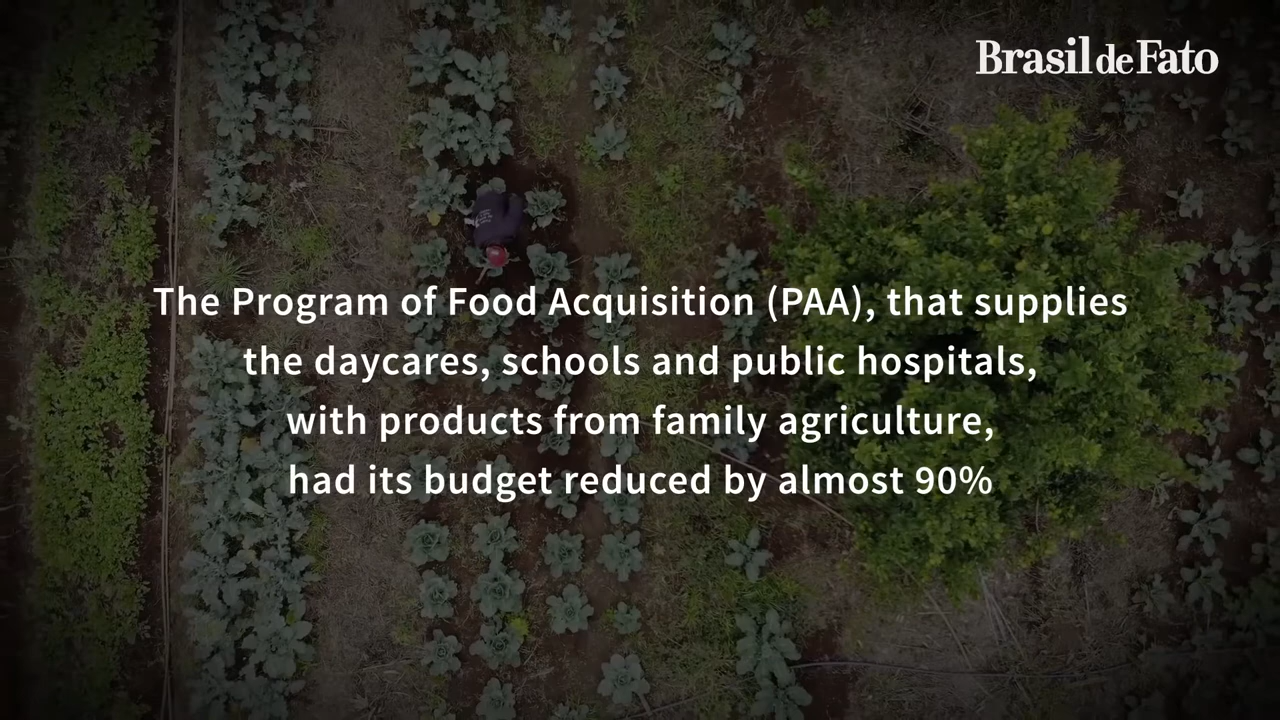 Brasil de Fato
The Program of Food Acquisition (PAA), that supplies
the daycares, schools and public hospitals,
with products from family agriculture,
had its budget reduced by almost 90%